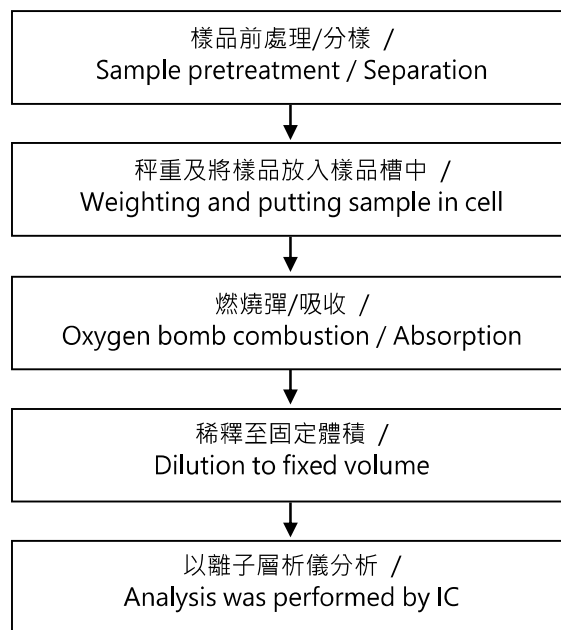 樣品前處理/分樣 /
Sample pretreatment / Separation
秤重及將樣品放入樣品槽中 /
Weighting and putting sample in cell
燃燒彈/吸收 /
Oxygen bomb combustion / Absorption
稀釋至固定體積 /
Dilution to fixed volume
以離子層析儀分析 /
Analysis was performed by IC